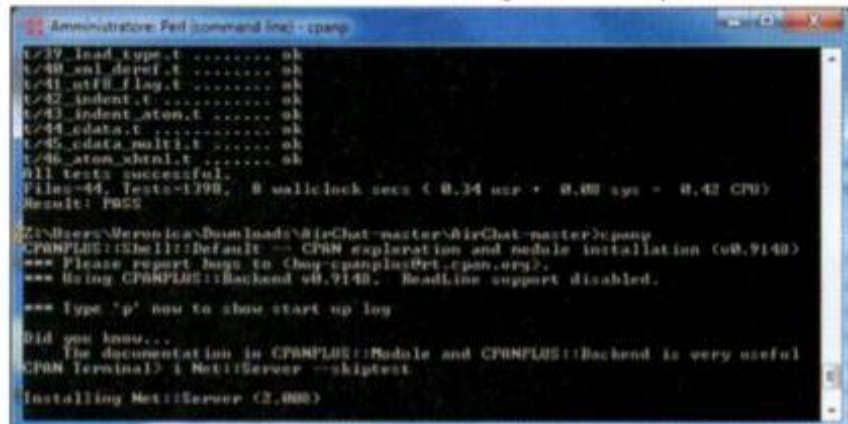 Amministratore: Perl (command line) - cpanp
t/39_load_type.t ........ ok
t/40_xml_deref.t ........ ok
t/41_utf8_flag.t ........ ok
t/42_indent.t ........... ok
t/43_indent_atom.t ...... ok
t/44_cdata.t ............ ok
t/45_cdata_multi.t ...... ok
t/46_atom_xhtml.t ....... ok
All tests successful.
Files=44, Tests=1398, 8 wallclock secs ( 0.34 usr + 0.08 sys = 0.42 CPU)
Result: PASS
Z:\Users\Veronica\Downloads\AirChat-master\AirChat-master>cpanp
CPANPLUS::Shell::Default -- CPAN exploration and module installation (v0.9148)
*** Please report bugs to <bug-cpanplus@rt.cpan.org>.
*** Using CPANPLUS::Backend v0.9148. ReadLine support disabled.
*** Type 'p' now to show start up log
Did you know...
The documentation in CPANPLUS::Module and CPANPLUS::Backend is very useful
CPAN Terminal> i Net::Server --skiptest
Installing Net::Server (2.008)